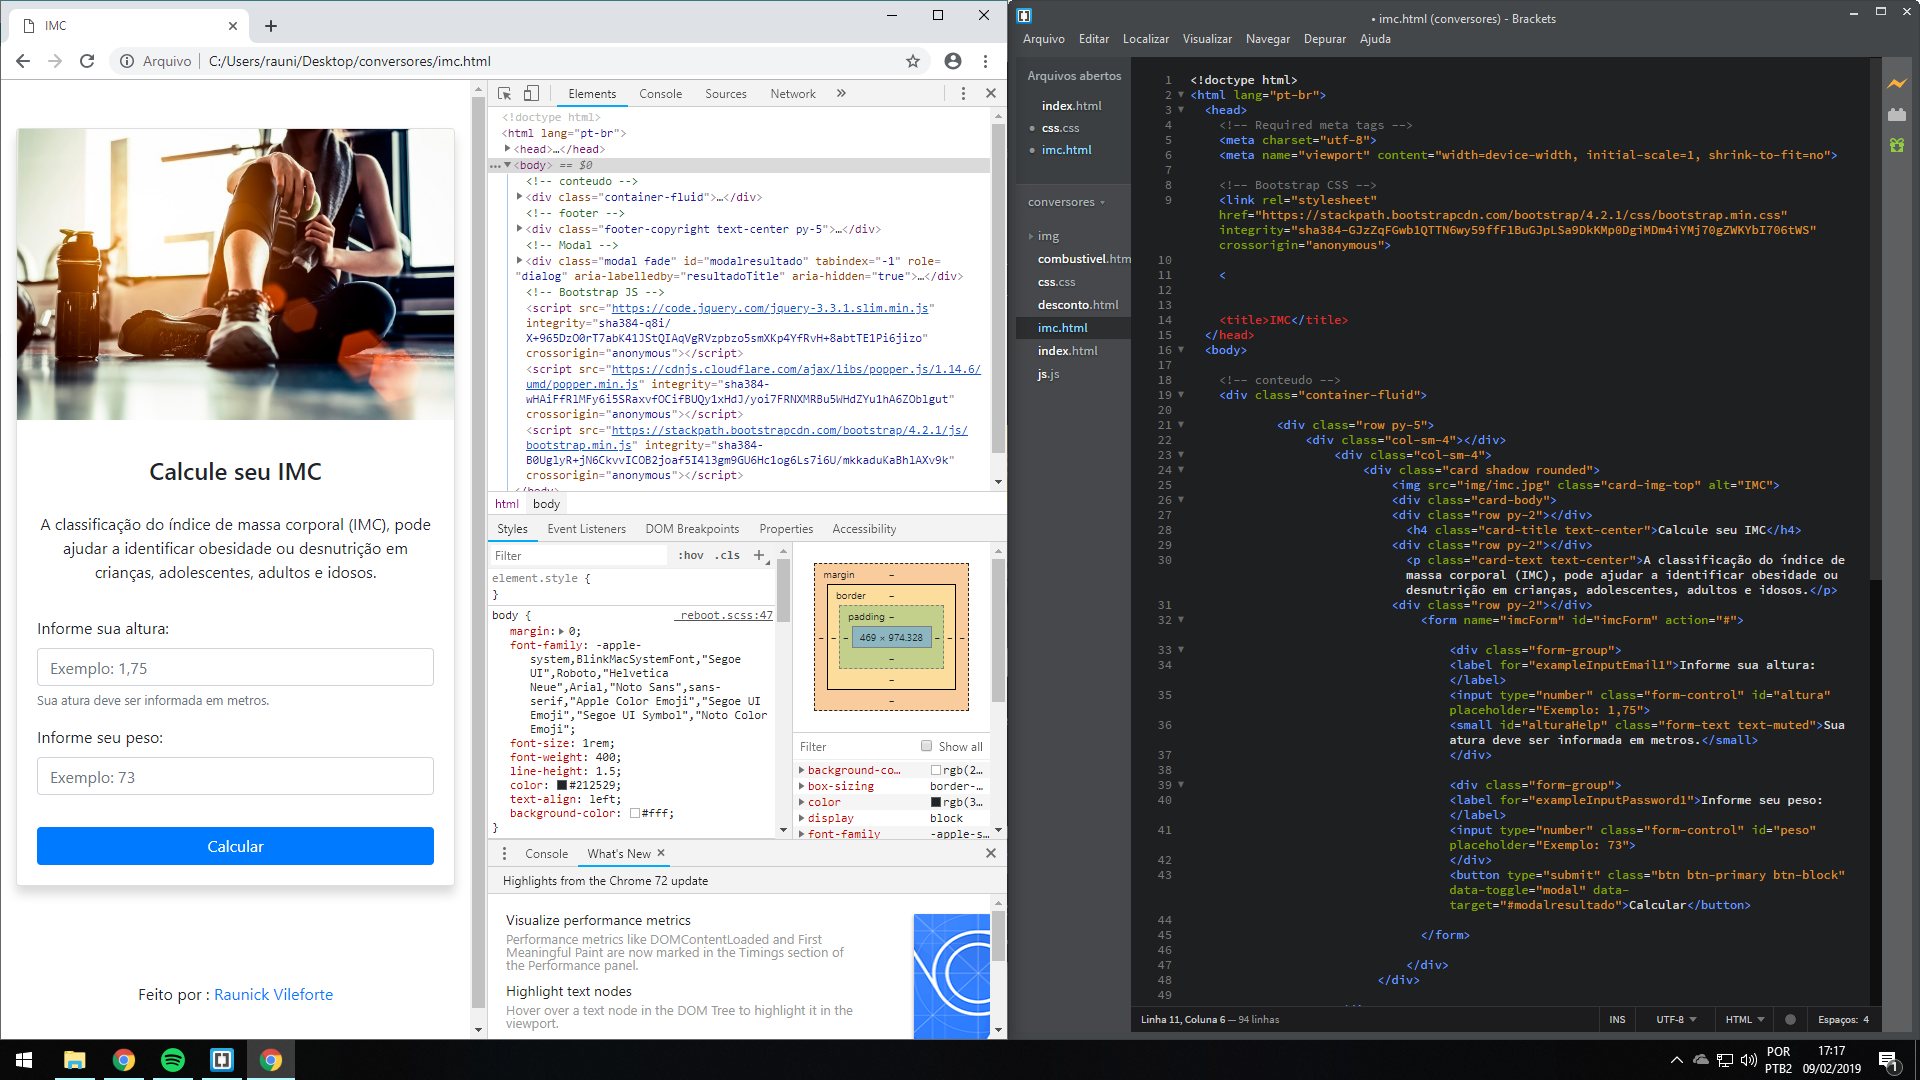 IMC
Arquivo
C:/Users/rauni/Desktop/conversores/imc.html
Calcule seu IMC
A classificação do índice de massa corporal (IMC), pode
ajudar a identificar obesidade ou desnutrição em
crianças, adolescentes, adultos e idosos.
Informe sua altura:
Exemplo: 1,75
Sua atura deve ser informada em metros.
Informe seu peso:
Exemplo: 73
Calcular
Feito por : Raunick Vileforte
Elements Console Sources Network »
<!doctype html>
<html lang="pt-br">
<head>…</head>
…<body> == $0
<!-- conteudo -->
<div class="container-fluid">…</div>
<!-- footer -->
<div class="footer-copyright text-center py-5">…</div>
<!-- Modal -->
<div class="modal fade" id="modalresultado" tabindex="-1" role=
"dialog" aria-labelledby="resultadoTitle" aria-hidden="true">…</div>
<!-- Bootstrap JS -->
<script src="https://code.jquery.com/jquery-3.3.1.slim.min.js"
integrity="sha384-q8i/
X+965DzO0rT7abK41JStQIAqVgRVzpbzo5smXKp4YfRvH+8abtTE1Pi6jizo"
crossorigin="anonymous"></script>
<script src="https://cdnjs.cloudflare.com/ajax/libs/popper.js/1.14.6/
umd/popper.min.js" integrity="sha384-
wHAiFfRlMFy6i5SRaxvfOCifBUQy1xHdJ/yoi7FRNXMRBu5WHdZYu1hA6ZOblgut"
crossorigin="anonymous"></script>
<script src="https://stackpath.bootstrapcdn.com/bootstrap/4.2.1/js/
bootstrap.min.js" integrity="sha384-
B0UglyR+jN6CkvvICOB2joaf5I4l3gm9GU6Hc1og6Ls7i6U/mkkaduKaBhlAXv9k"
crossorigin="anonymous"></script>
</body>
html body
Styles Event Listeners DOM Breakpoints Properties Accessibility
Filter :hov .cls +
element.style {
}
body { _reboot.scss:47
margin: 0;
font-family: -apple-
system,BlinkMacSystemFont,"Segoe
UI",Roboto,"Helvetica
Neue",Arial,"Noto Sans",sans-
serif,"Apple Color Emoji","Segoe UI
Emoji","Segoe UI Symbol","Noto Color
Emoji";
font-size: 1rem;
font-weight: 400;
line-height: 1.5;
color: #212529;
text-align: left;
background-color: #fff;
}
margin –
border –
padding –
469 × 974.328
Filter Show all
background-co… rgb(2…
box-sizing border-…
color rgb(3…
display block
font-family -apple-s…
Console What's New
Highlights from the Chrome 72 update
Visualize performance metrics
Performance metrics like DOMContentLoaded and First
Meaningful Paint are now marked in the Timings section of
the Performance panel.
Highlight text nodes
Hover over a text node in the DOM Tree to highlight it in the
viewport.
• imc.html (conversores) - Brackets
Arquivo Editar Localizar Visualizar Navegar Depurar Ajuda
Arquivos abertos
index.html
css.css
imc.html
conversores
img
combustivel.htm
css.css
desconto.html
imc.html
index.html
js.js
1 <!doctype html>
2 <html lang="pt-br">
3 <head>
4 <!-- Required meta tags -->
5 <meta charset="utf-8">
6 <meta name="viewport" content="width=device-width, initial-scale=1, shrink-to-fit=no">
7
8 <!-- Bootstrap CSS -->
9 <link rel="stylesheet"
href="https://stackpath.bootstrapcdn.com/bootstrap/4.2.1/css/bootstrap.min.css"
integrity="sha384-GJzZqFGwb1QTTN6wy59ffF1BuGJpLSa9DkKMp0DgiMDm4iYMj70gZWKYbI706tWS"
crossorigin="anonymous">
10
11 <
12
13
14 <title>IMC</title>
15 </head>
16 <body>
17
18 <!-- conteudo -->
19 <div class="container-fluid">
20
21 <div class="row py-5">
22 <div class="col-sm-4"></div>
23 <div class="col-sm-4">
24 <div class="card shadow rounded">
25 <img src="img/imc.jpg" class="card-img-top" alt="IMC">
26 <div class="card-body">
27 <div class="row py-2"></div>
28 <h4 class="card-title text-center">Calcule seu IMC</h4>
29 <div class="row py-2"></div>
30 <p class="card-text text-center">A classificação do índice de
massa corporal (IMC), pode ajudar a identificar obesidade ou
desnutrição em crianças, adolescentes, adultos e idosos.</p>
31 <div class="row py-2"></div>
32 <form name="imcForm" id="imcForm" action="#">
33 <div class="form-group">
34 <label for="exampleInputEmail1">Informe sua altura:
</label>
35 <input type="number" class="form-control" id="altura"
placeholder="Exemplo: 1,75">
36 <small id="alturaHelp" class="form-text text-muted">Sua
atura deve ser informada em metros.</small>
37 </div>
38
39 <div class="form-group">
40 <label for="exampleInputPassword1">Informe seu peso:
</label>
41 <input type="number" class="form-control" id="peso"
placeholder="Exemplo: 73">
42 </div>
43 <button type="submit" class="btn btn-primary btn-block"
data-toggle="modal" data-
target="#modalresultado">Calcular</button>
44
45 </form>
46
47 </div>
48 </div>
49
Linha 11, Coluna 6 — 94 linhas
INS UTF-8 HTML Espaços: 4
POR
PTB2
17:17
09/02/2019
1